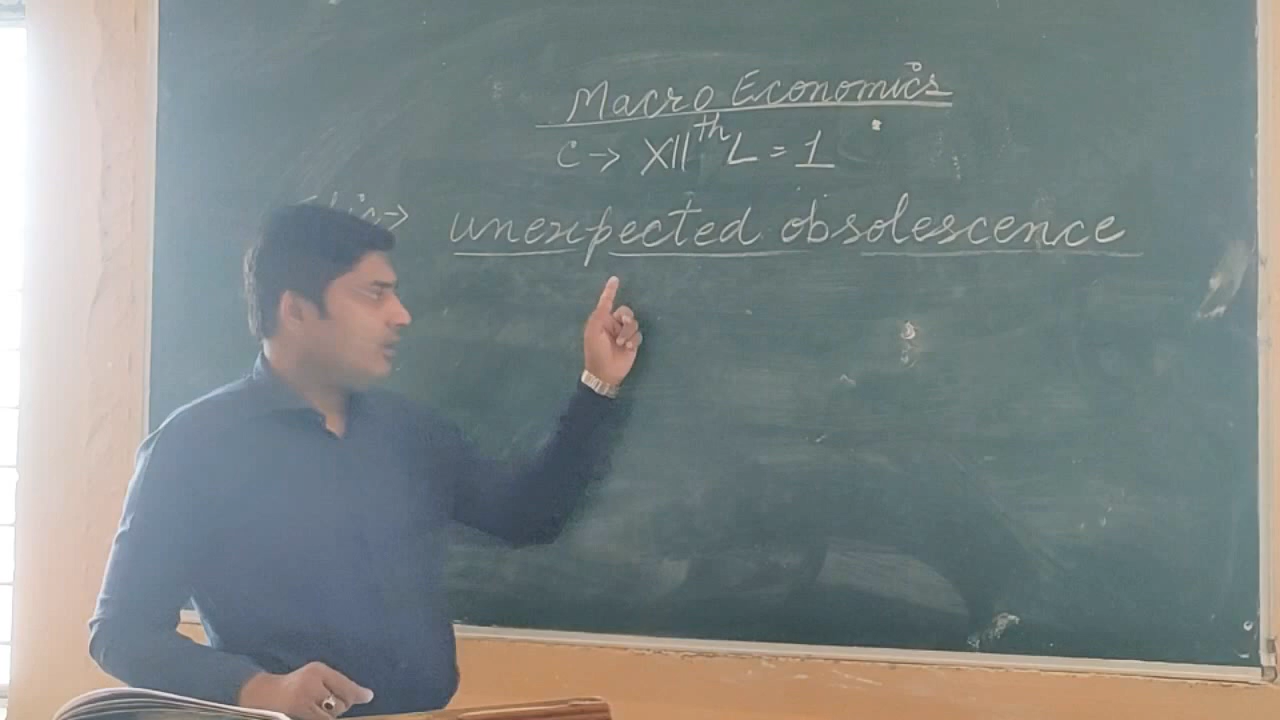 Macro Economics
C → XIIth L = 1
→ unexpected obsolescence